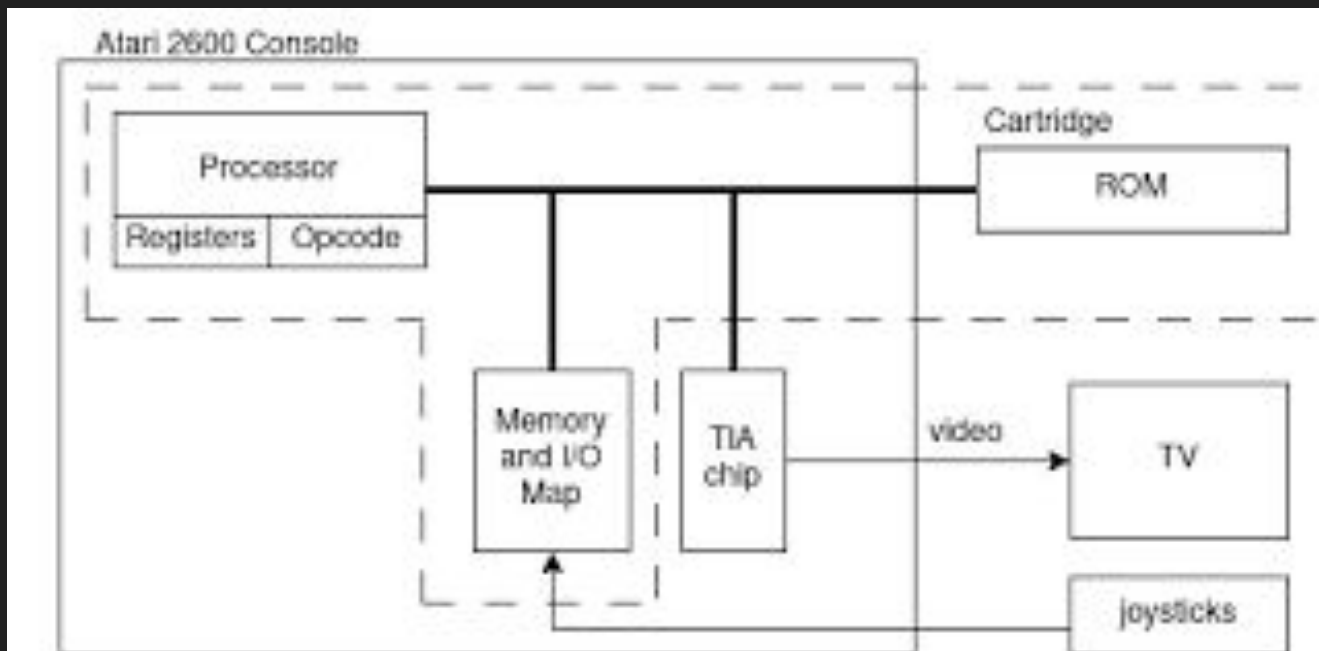 Atari 2600 Console
Cartridge
Processor
ROM
Registers
Opcode
Memory
and I/O
Map
TIA
chip
video
TV
joysticks